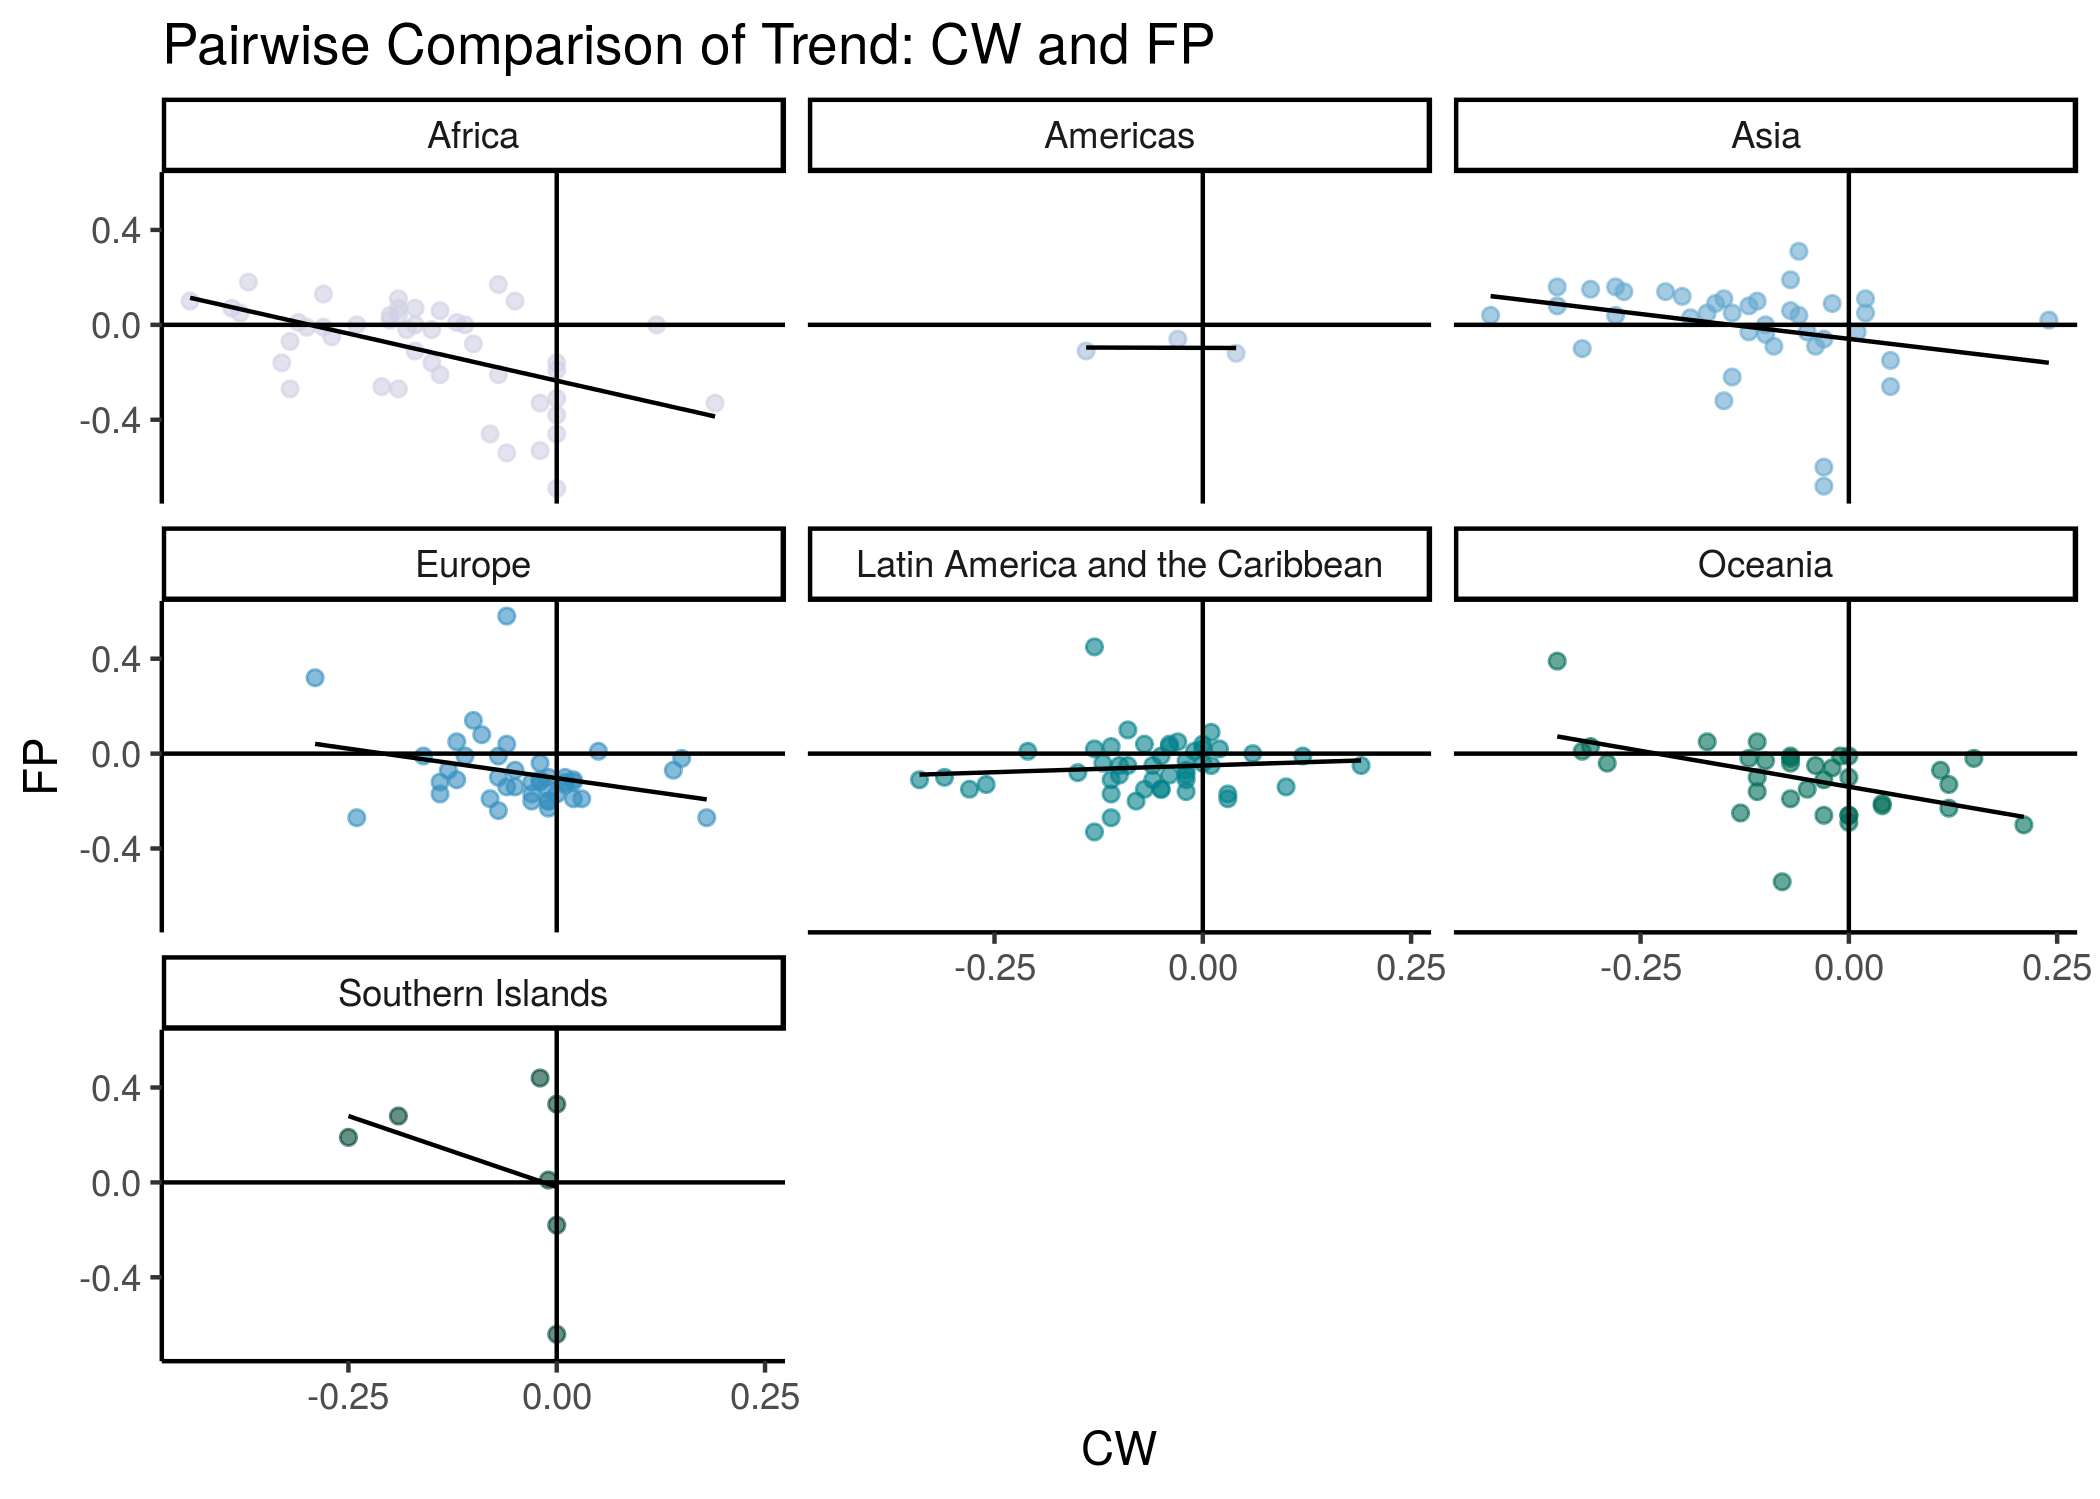 Pairwise Comparison of Trend: CW and FP
Africa
Americas
Asia
0.4
0.0
-0.4
Europe
Latin America and the Caribbean
Oceania
0.4
0.0
-0.4
-0.25 0.00 0.25
-0.25 0.00 0.25
Southern Islands
0.4
0.0
-0.4
-0.25 0.00 0.25
FP
CW